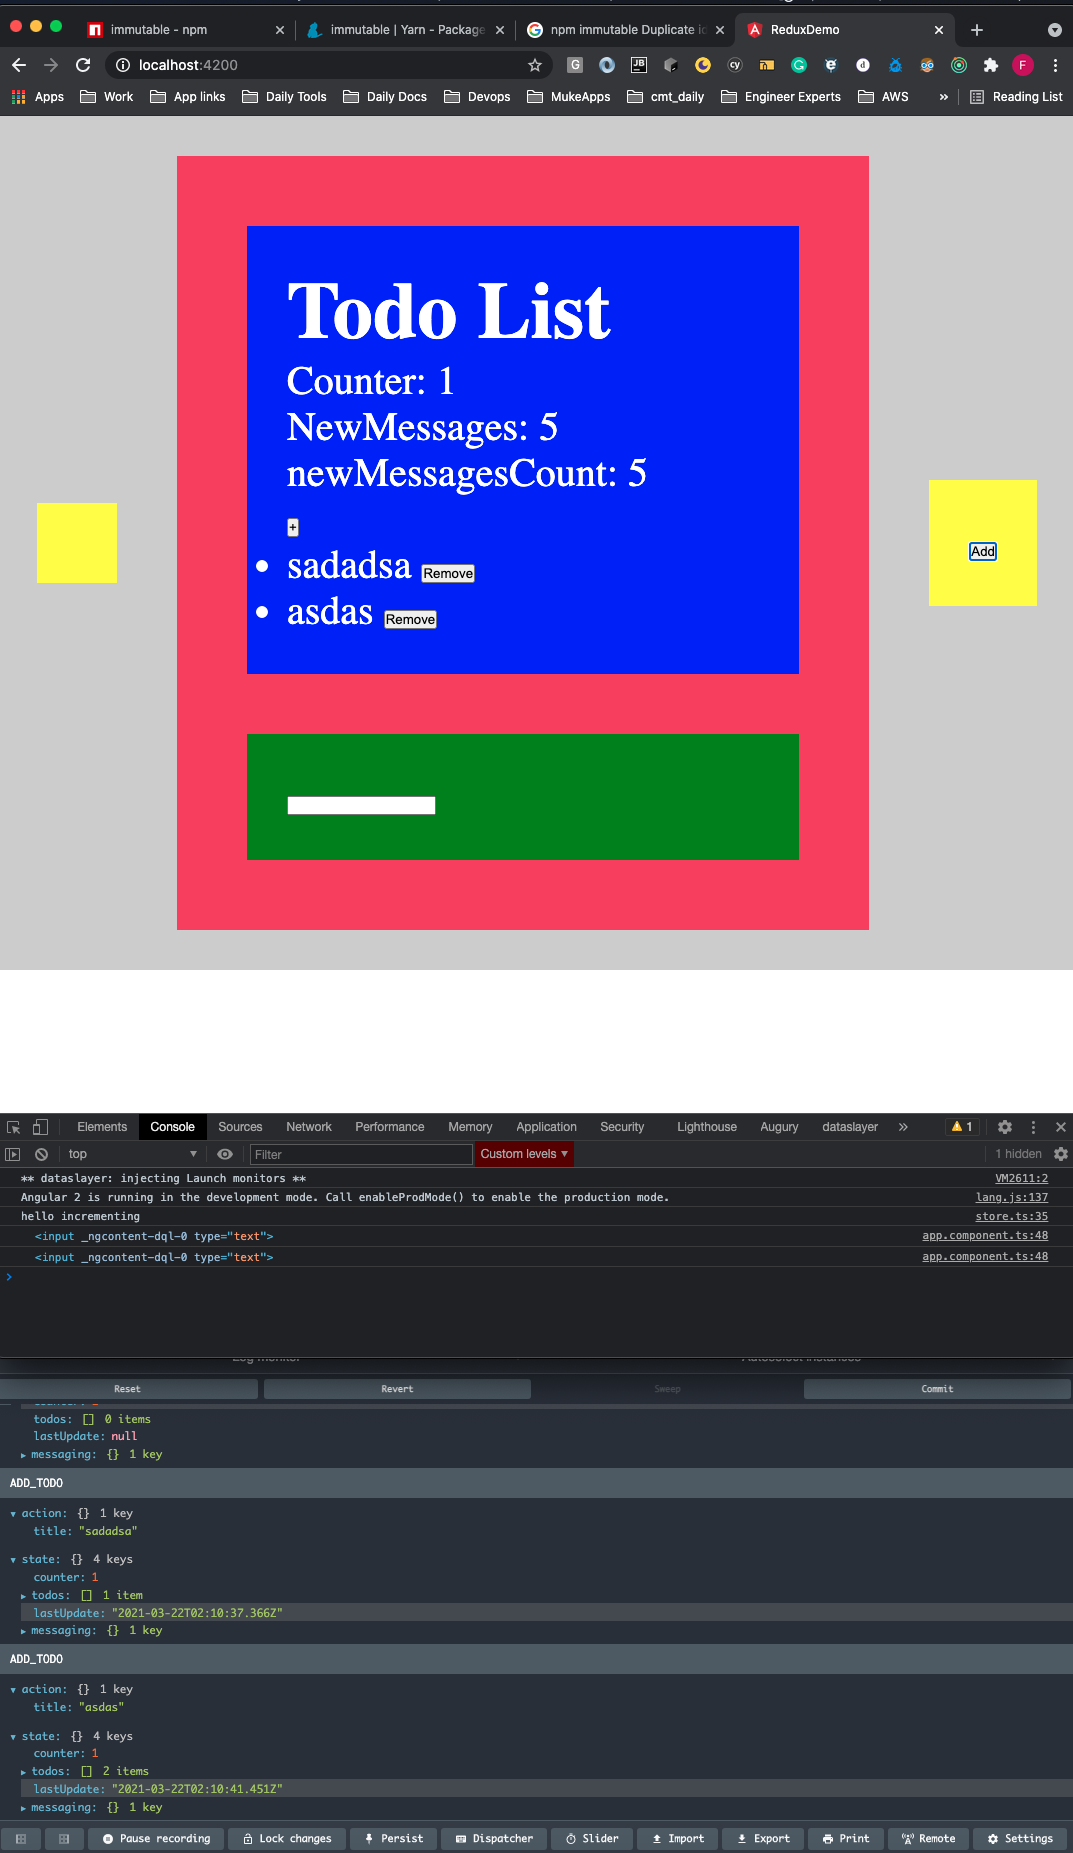 immutable - npm
immutable | Yarn - Package
npm immutable Duplicate id
ReduxDemo
localhost:4200
Apps
Work
App links
Daily Tools
Daily Docs
Devops
MukeApps
cmt_daily
Engineer Experts
AWS
»
Reading List
Todo List
Counter: 1
NewMessages: 5
newMessagesCount: 5
+
sadadsa Remove
asdas Remove
Add
Elements Console Sources Network Performance Memory Application Security Lighthouse Augury dataslayer » 1
top Filter Custom levels 1 hidden
** dataslayer: injecting Launch monitors ** VM2611:2
Angular 2 is running in the development mode. Call enableProdMode() to enable the production mode. lang.js:137
hello incrementing store.ts:35
<input _ngcontent-dql-0 type="text"> app.component.ts:48
<input _ngcontent-dql-0 type="text"> app.component.ts:48
>
Log monitor Autoselect instances
Reset Revert Sweep Commit
todos: [] 0 items
lastUpdate: null
messaging: {} 1 key
ADD_TODO
action: {} 1 key
title: "sadadsa"
state: {} 4 keys
counter: 1
todos: [] 1 item
lastUpdate: "2021-03-22T02:10:37.366Z"
messaging: {} 1 key
ADD_TODO
action: {} 1 key
title: "asdas"
state: {} 4 keys
counter: 1
todos: [] 2 items
lastUpdate: "2021-03-22T02:10:41.451Z"
messaging: {} 1 key
Pause recording Lock changes Persist Dispatcher Slider Import Export Print Remote Settings